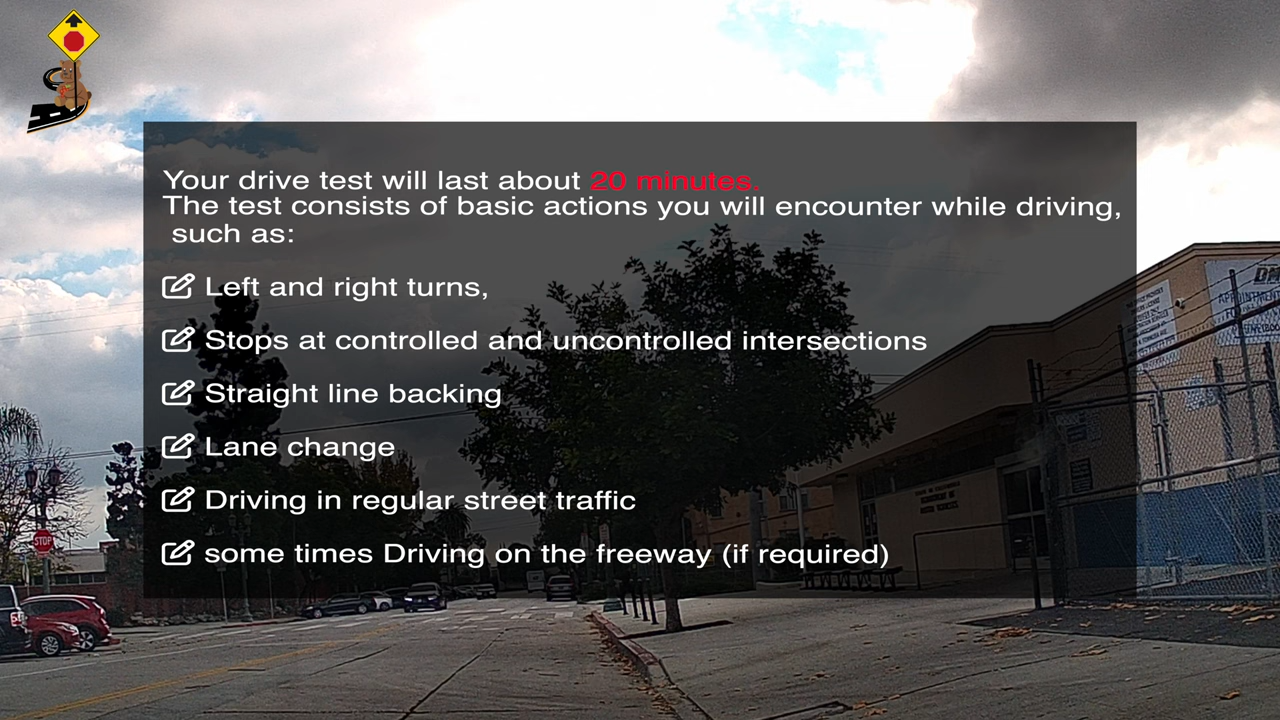 Your drive test will last about 20 minutes.
The test consists of basic actions you will encounter while driving,
such as:
Left and right turns,
Stops at controlled and uncontrolled intersections
Straight line backing
Lane change
Driving in regular street traffic
some times Driving on the freeway (if required)
STOP